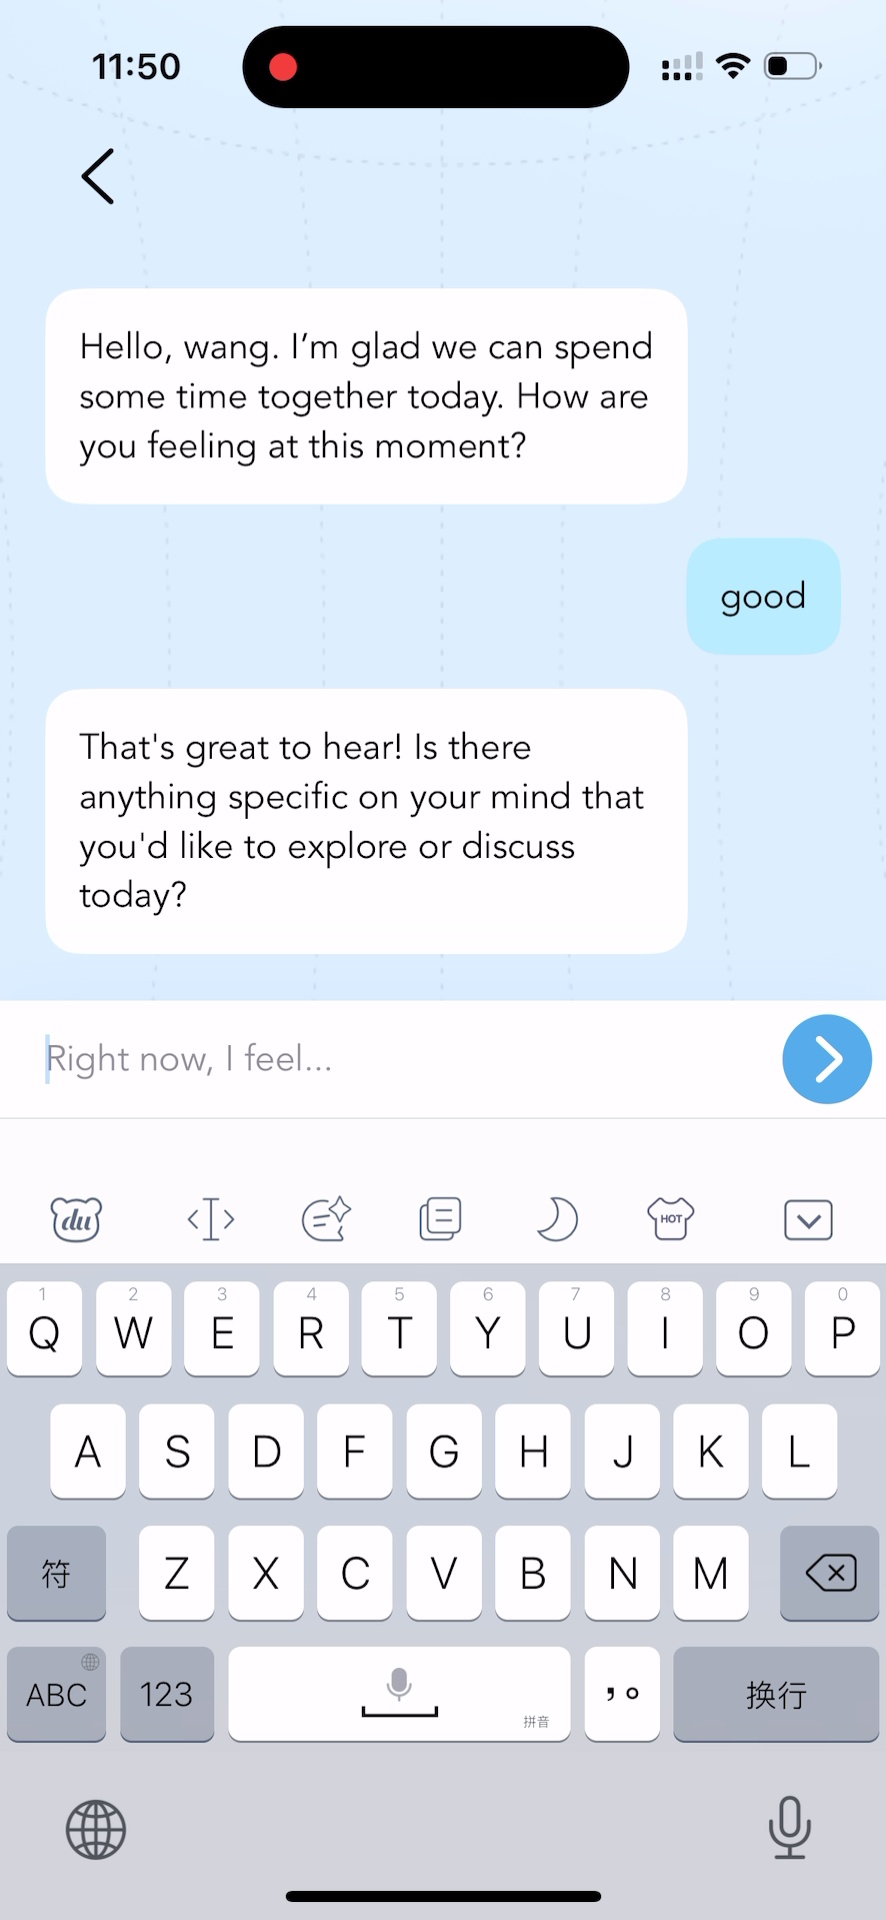 11:50
Hello, wang. I’m glad we can spend
some time together today. How are
you feeling at this moment?
good
That's great to hear! Is there
anything specific on your mind that
you'd like to explore or discuss
today?
Right now, I feel...
du
HOT
1 2 3 4 5 6 7 8 9 0
Q W E R T Y U I O P
A S D F G H J K L
符 Z X C V B N M
ABC 123 拼音 ，。 换行